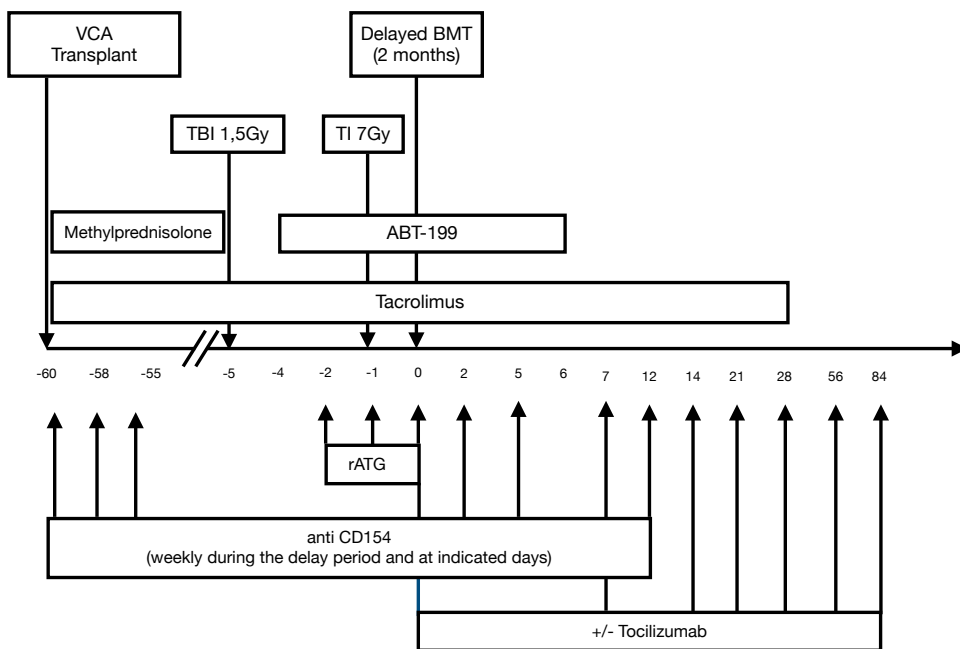 VCA
Transplant
Delayed BMT
(2 months)
TBI 1,5Gy
TI 7Gy
Methylprednisolone
ABT-199
Tacrolimus
-60 -58 -55 -5 -4 -2 -1 0 2 5 6 7 12 14 21 28 56 84
rATG
anti CD154
(weekly during the delay period and at indicated days)
+/- Tocilizumab